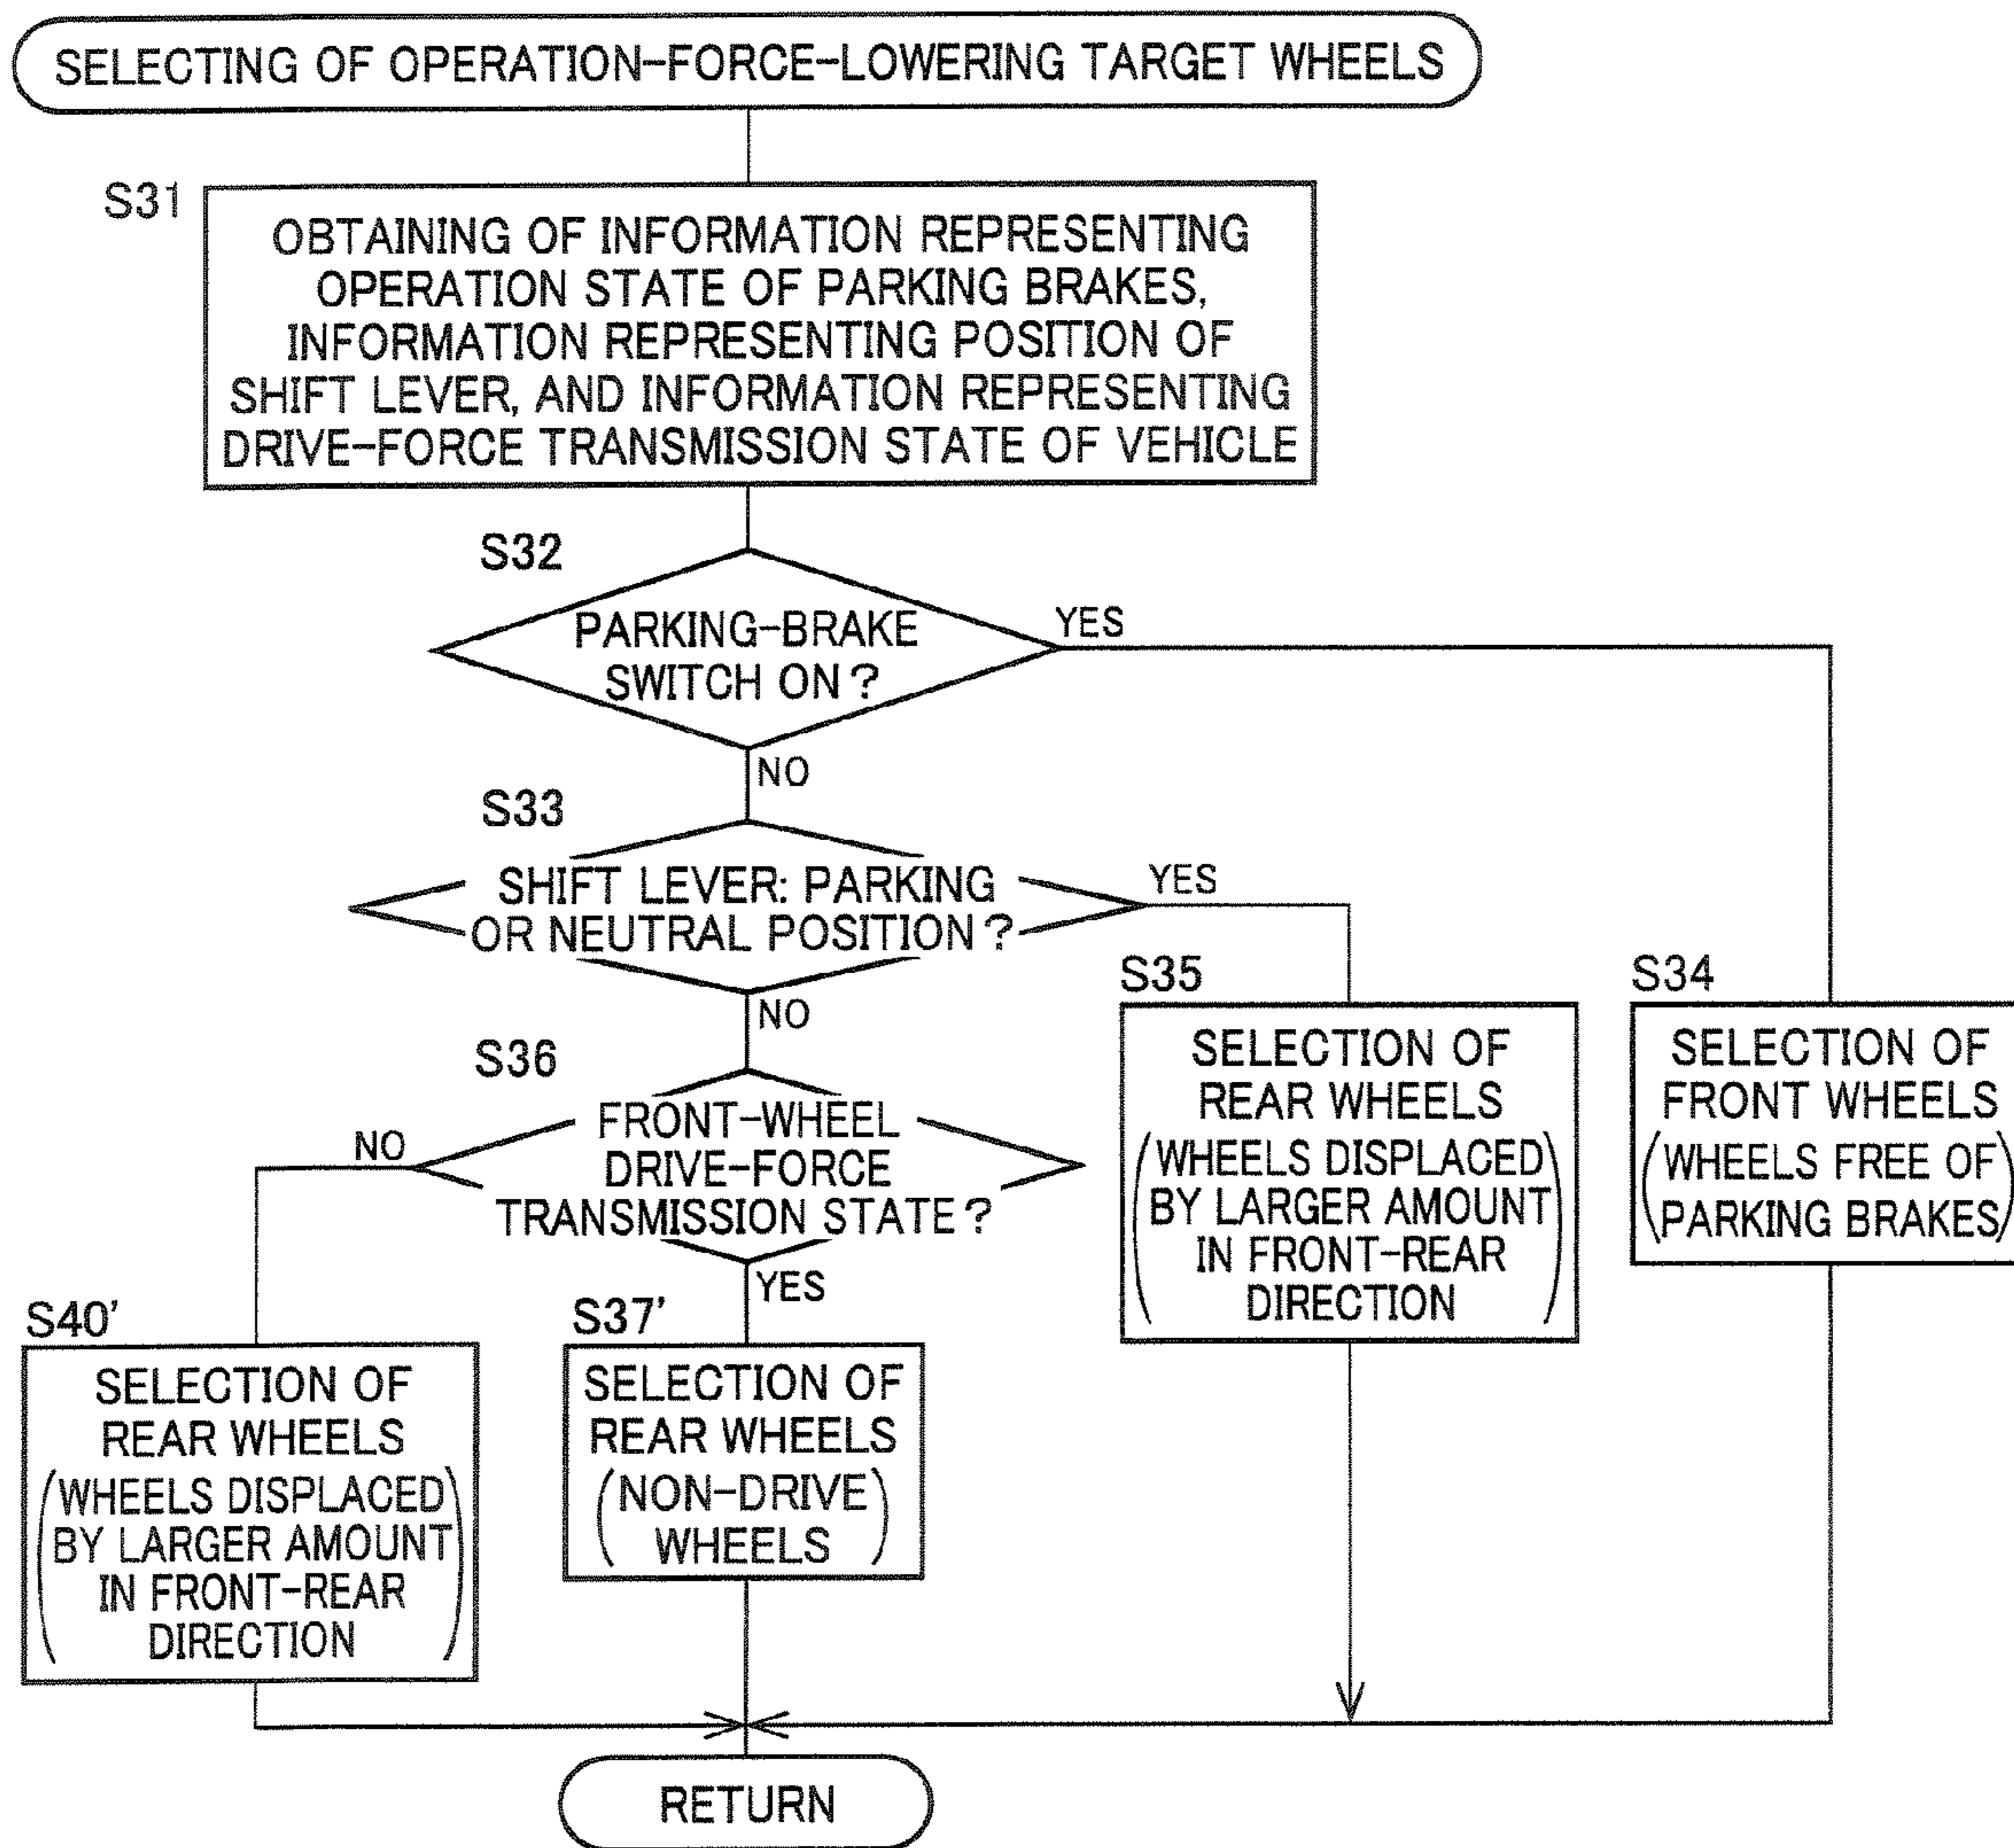 SELECTING OF OPERATION-FORCE-LOWERING TARGET WHEELS
S31
OBTAINING OF INFORMATION REPRESENTING
OPERATION STATE OF PARKING BRAKES,
INFORMATION REPRESENTING POSITION OF
SHIFT LEVER, AND INFORMATION REPRESENTING
DRIVE-FORCE TRANSMISSION STATE OF VEHICLE
S32
PARKING-BRAKE
SWITCH ON?
YES
NO
S33
SHIFT LEVER: PARKING
OR NEUTRAL POSITION?
YES
NO
S35
SELECTION OF
REAR WHEELS
(WHEELS DISPLACED
BY LARGER AMOUNT
IN FRONT-REAR
DIRECTION)
S34
SELECTION OF
FRONT WHEELS
(WHEELS FREE OF
PARKING BRAKES)
S36
FRONT-WHEEL
DRIVE-FORCE
TRANSMISSION STATE?
NO
YES
S40'
SELECTION OF
REAR WHEELS
(WHEELS DISPLACED
BY LARGER AMOUNT
IN FRONT-REAR
DIRECTION)
S37'
SELECTION OF
REAR WHEELS
(NON-DRIVE
WHEELS)
RETURN